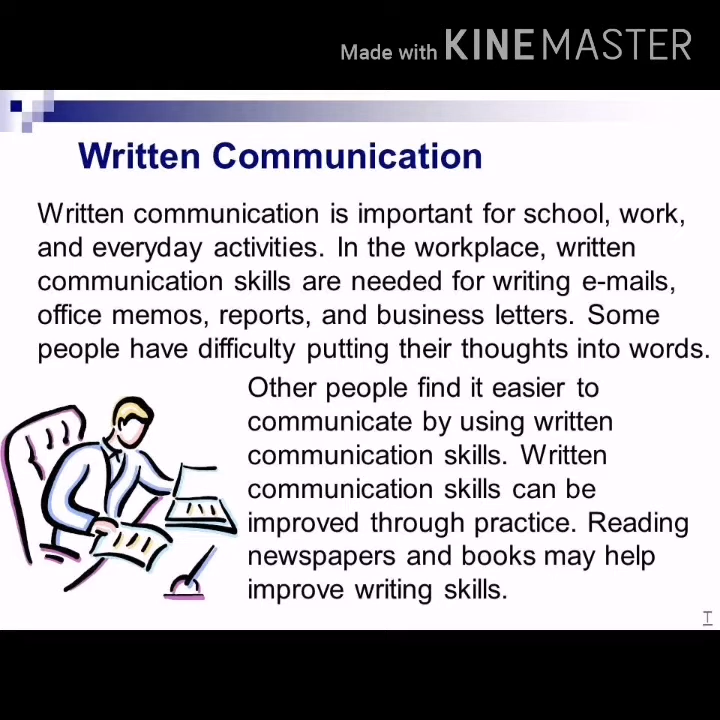 Made with KINEMASTER
Written Communication
Written communication is important for school, work,
and everyday activities. In the workplace, written
communication skills are needed for writing e-mails,
office memos, reports, and business letters. Some
people have difficulty putting their thoughts into words.
Other people find it easier to
communicate by using written
communication skills. Written
communication skills can be
improved through practice. Reading
newspapers and books may help
improve writing skills.
T